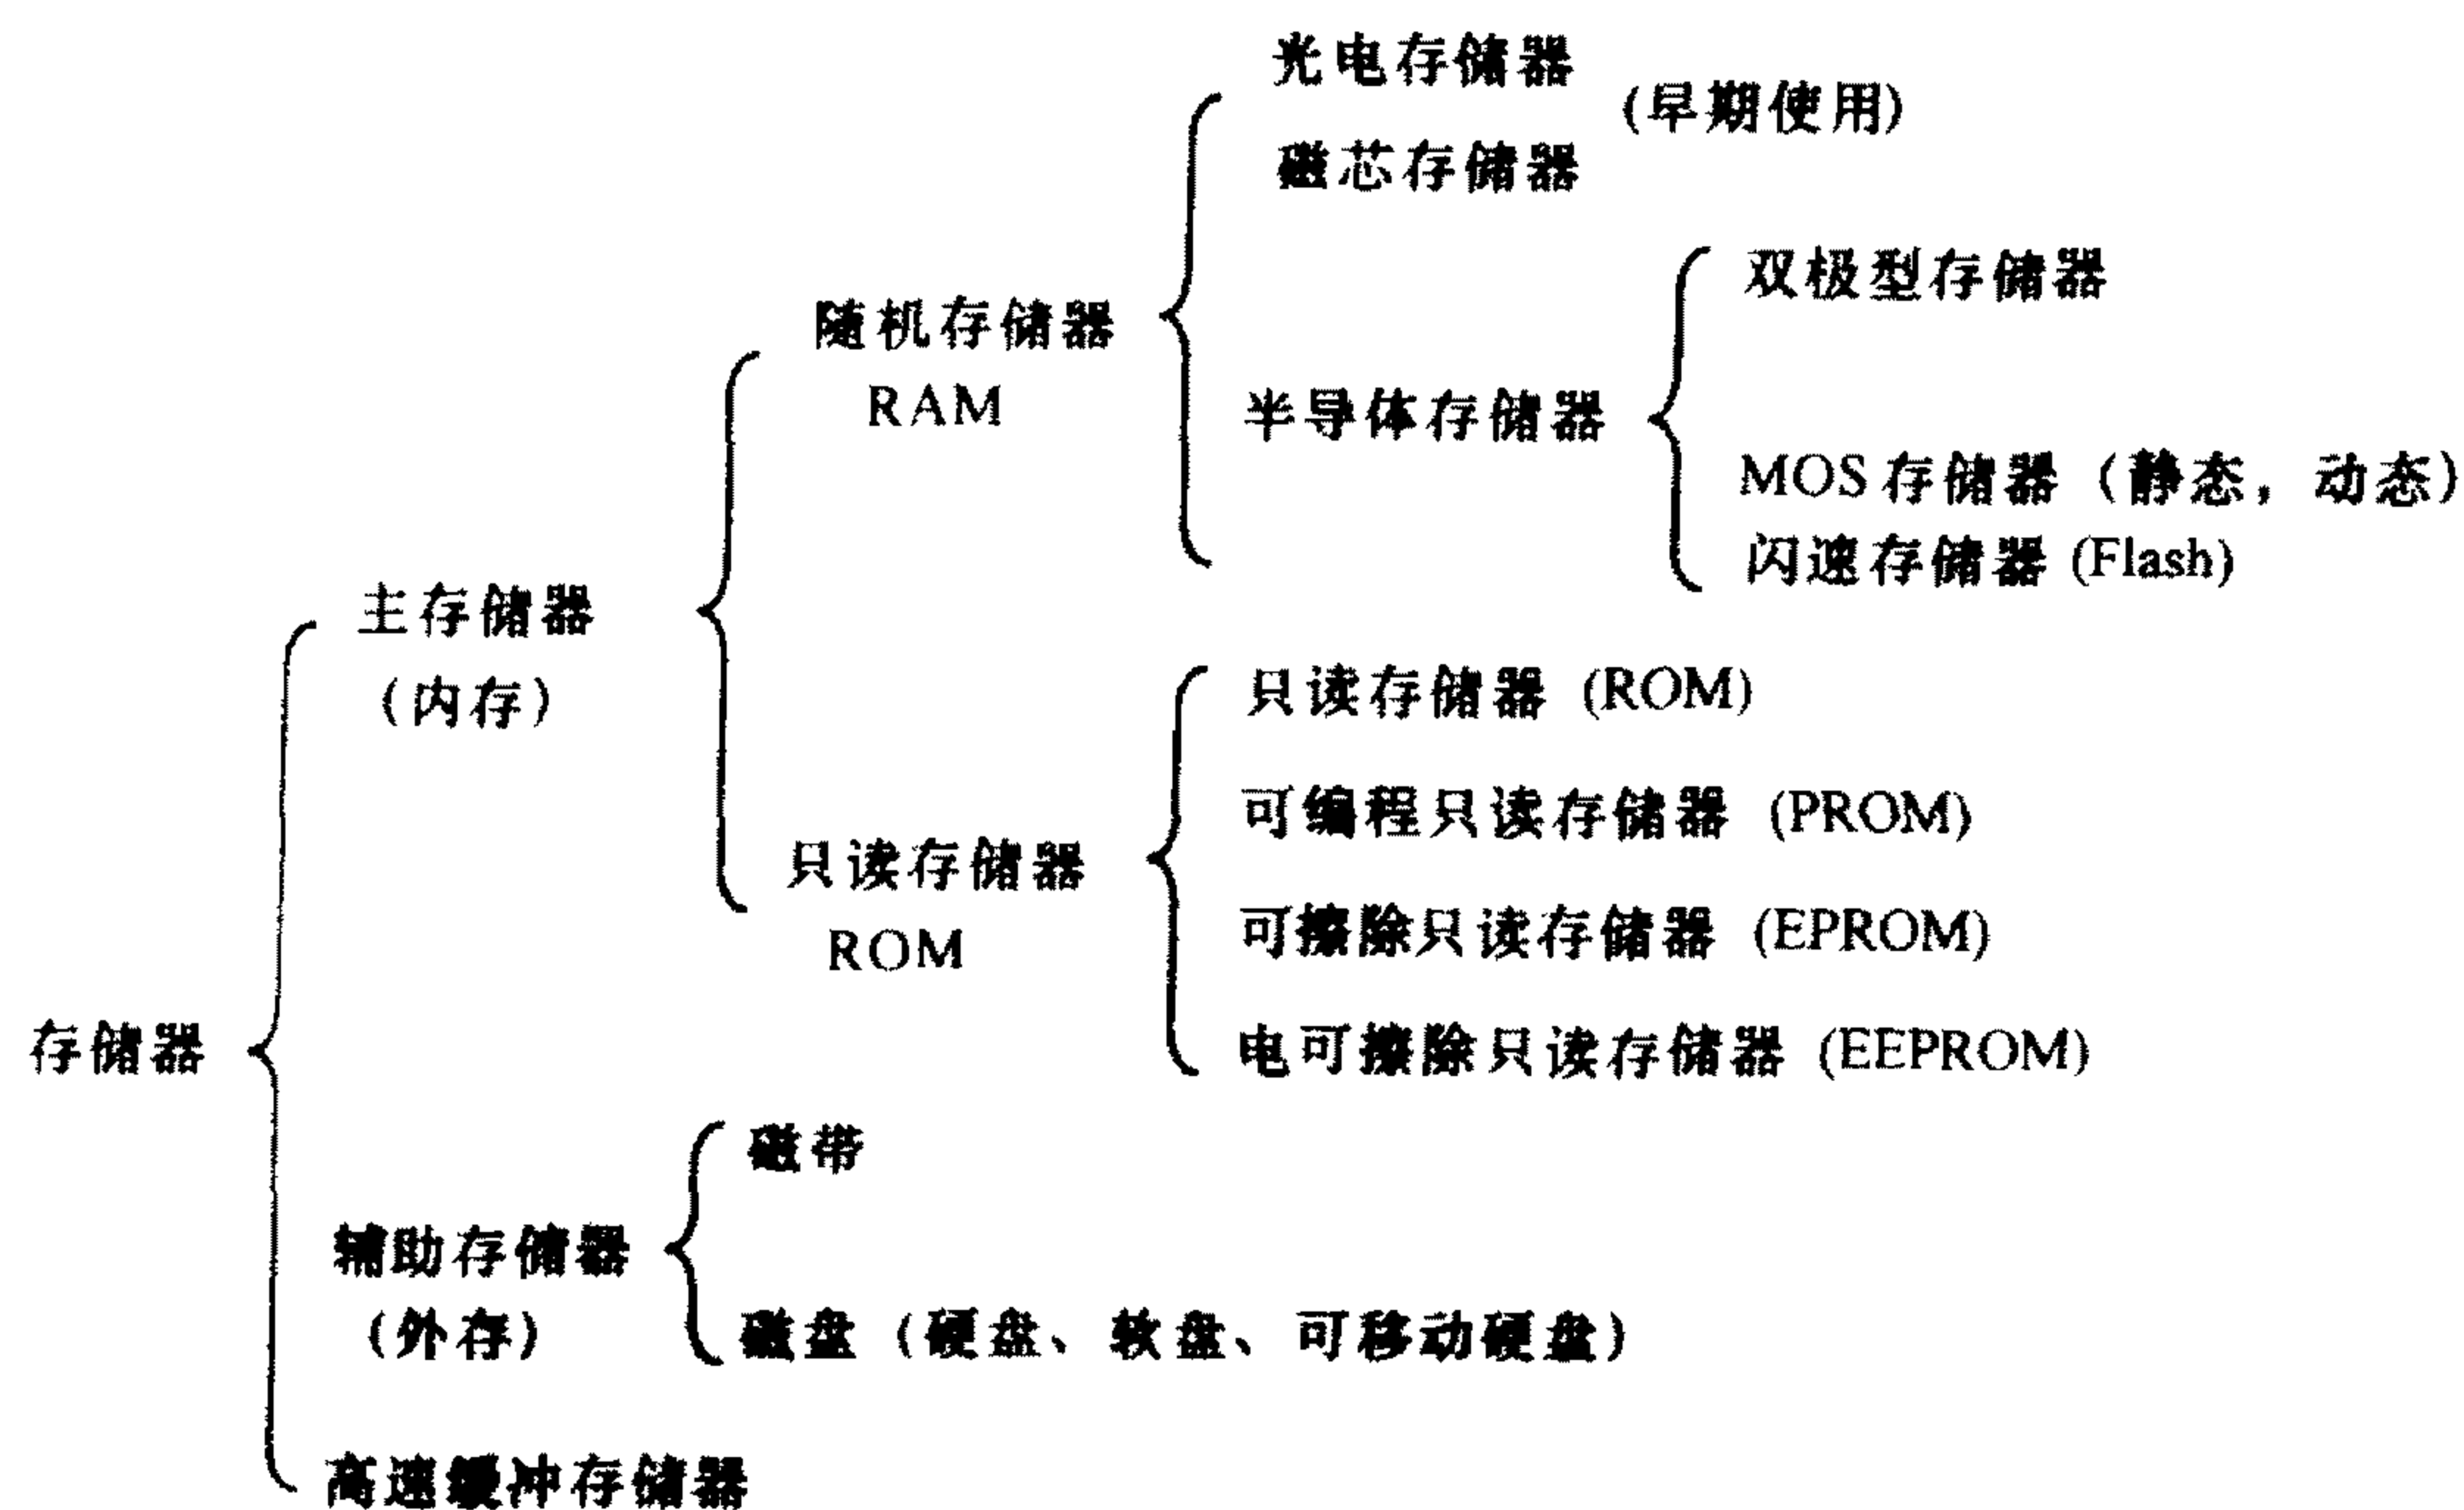 光电存储器
(早期使用)
磁芯存储器
双极型存储器
随机存储器
RAM
半导体存储器
MOS存储器（静态，动态）
闪速存储器(Flash)
主存储器
（内存）
只读存储器 (ROM)
可编程只读存储器 (PROM)
只读存储器
ROM
可擦除只读存储器 (EPROM)
电可擦除只读存储器 (EEPROM)
存储器
磁带
辅助存储器
（外存）
磁盘（硬盘、软盘、可移动硬盘）
高速缓冲存储器